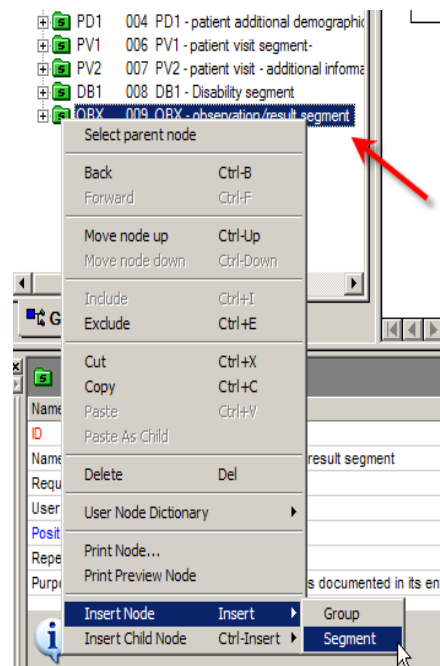 PD1 004 PD1 - patient additional demographic
PV1 006 PV1 - patient visit segment-
PV2 007 PV2 - patient visit - additional informa
DB1 008 DB1 - Disability segment
OBX 009 OBX - observation/result segment
Select parent node
Back Ctrl-B
Forward Ctrl-F
Move node up Ctrl-Up
Move node down Ctrl-Down
Include Ctrl+I
G
Exclude Ctrl+E
Cut Ctrl+X
Copy Ctrl+C
Name
Paste Ctrl+V
ID
Paste As Child
Name result segment
Requ
Delete Del
User
User Node Dictionary
Posit
Repe
Print Node...
Purpo s documented in its en
Print Preview Node
Insert Node Insert Group
Insert Child Node Ctrl-Insert Segment